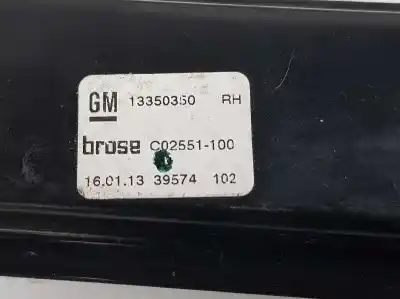 GM 13350350 RH
brose C02551-100
16.01.13 39574 102